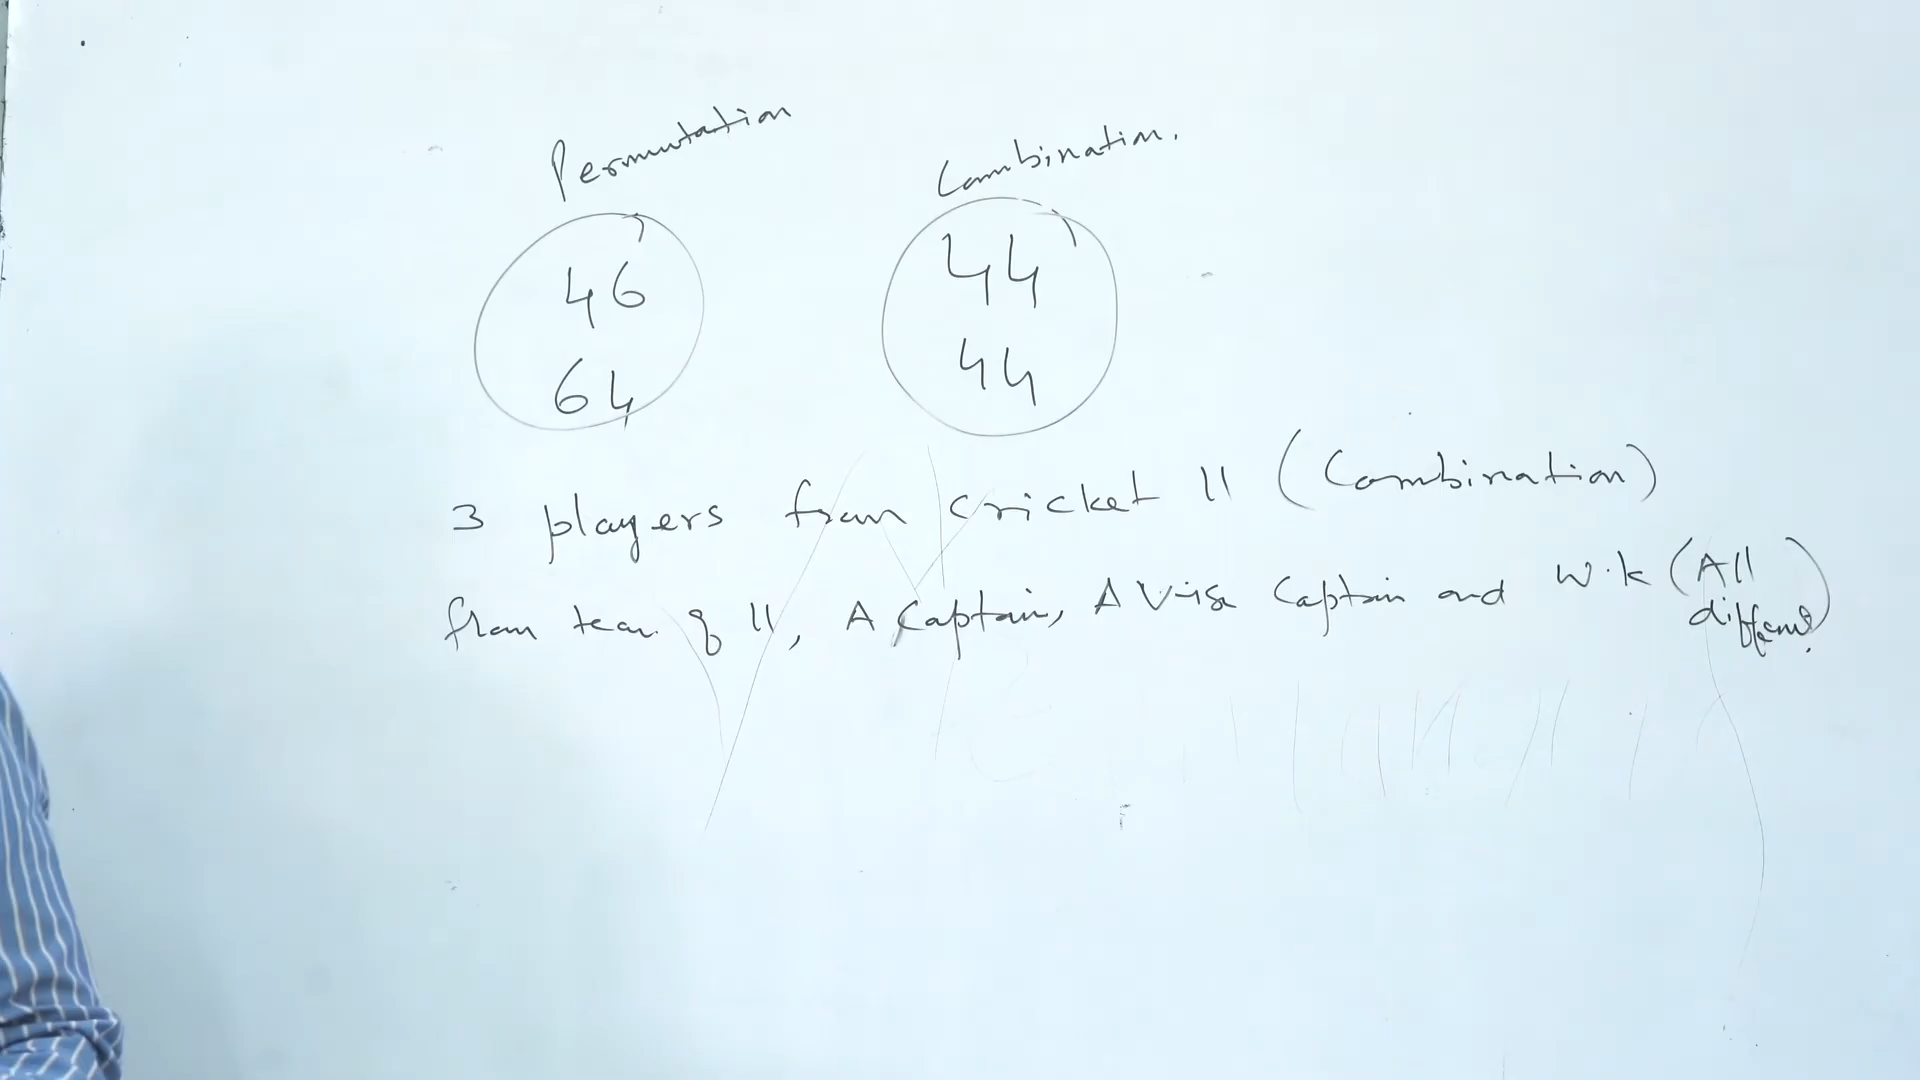 Permutation
Combination.
46
64
44
44
3 players from cricket 11 (Combination)
from team of 11, A Captain, A Vise Captain and W.k (All
different)